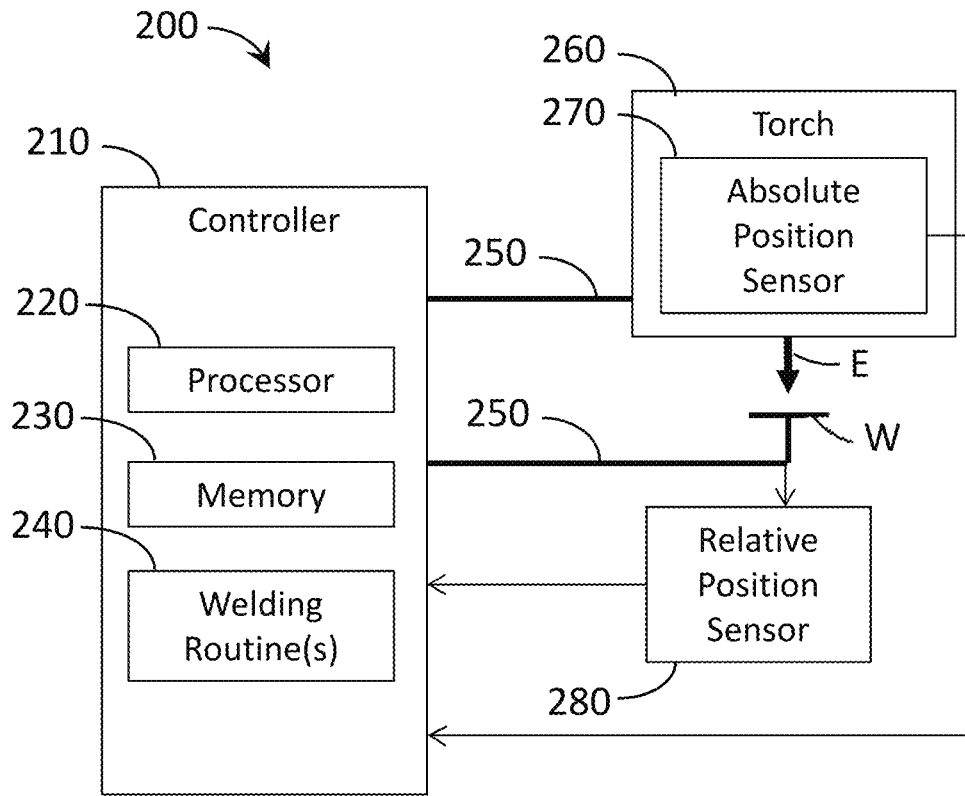 200
260
270
Torch
210
Absolute
Position
Sensor
Controller
250
220
E
Processor
230
250
W
Memory
240
Relative
Position
Sensor
Welding
Routine(s)
280